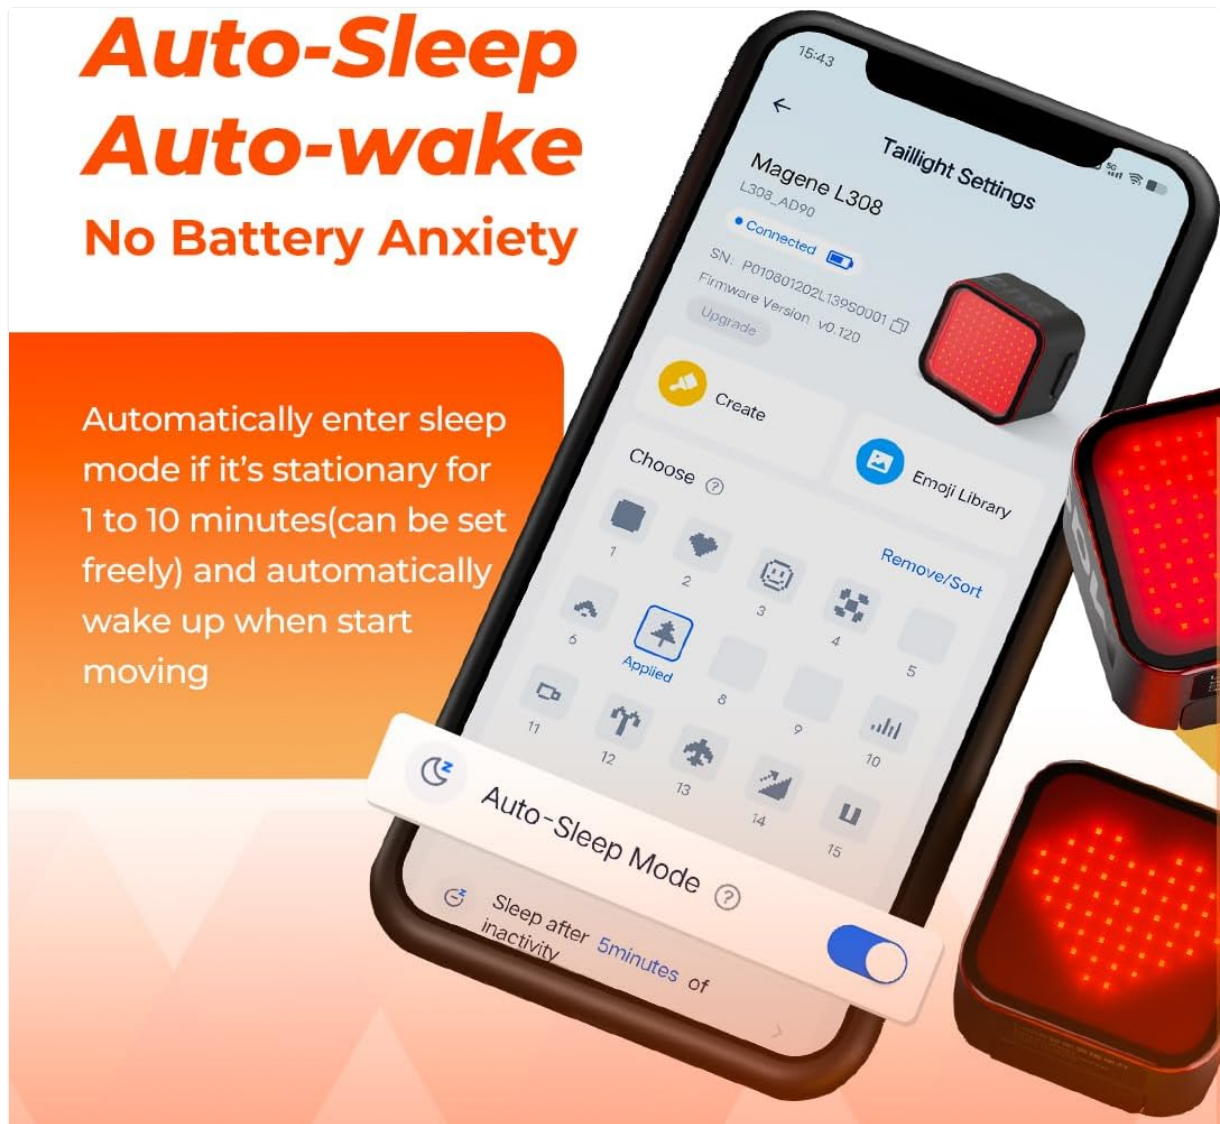 Auto-Sleep
Auto-wake
No Battery Anxiety
Automatically enter sleep
mode if it's stationary for
1 to 10 minutes(can be set
freely) and automatically
wake up when start
moving
15:43
5G
Taillight Settings
Magene L308
L308_AD90
Connected
SN: P010801202L139S0001
Firmware Version v0.120
Upgrade
Create
Emoji Library
Choose ?
Remove/Sort
1
2
3
4
5
6
Applied
8
9
10
11
12
13
14
15
Auto-Sleep Mode ?
Sleep after 5minutes of
inactivity